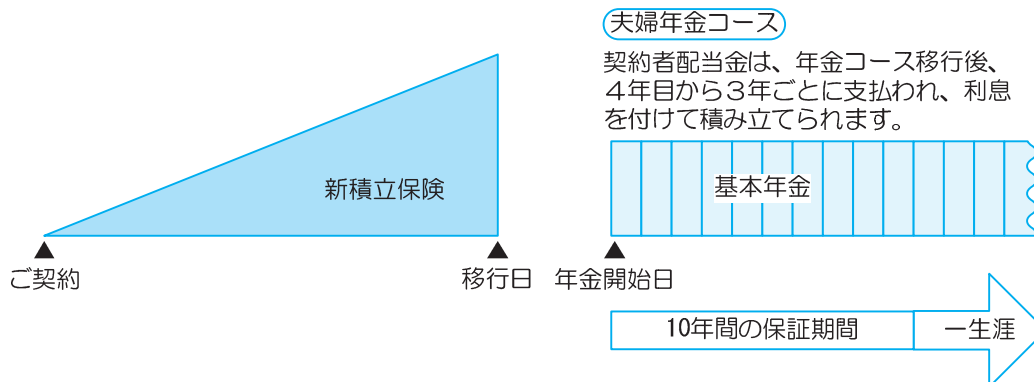 夫婦年金コース
契約者配当金は、年金コース移行後、
4年目から3年ごとに支払われ、利息
を付けて積み立てられます。
新積立保険
基本年金
ご契約
移行日
年金開始日
10年間の保証期間
一生涯